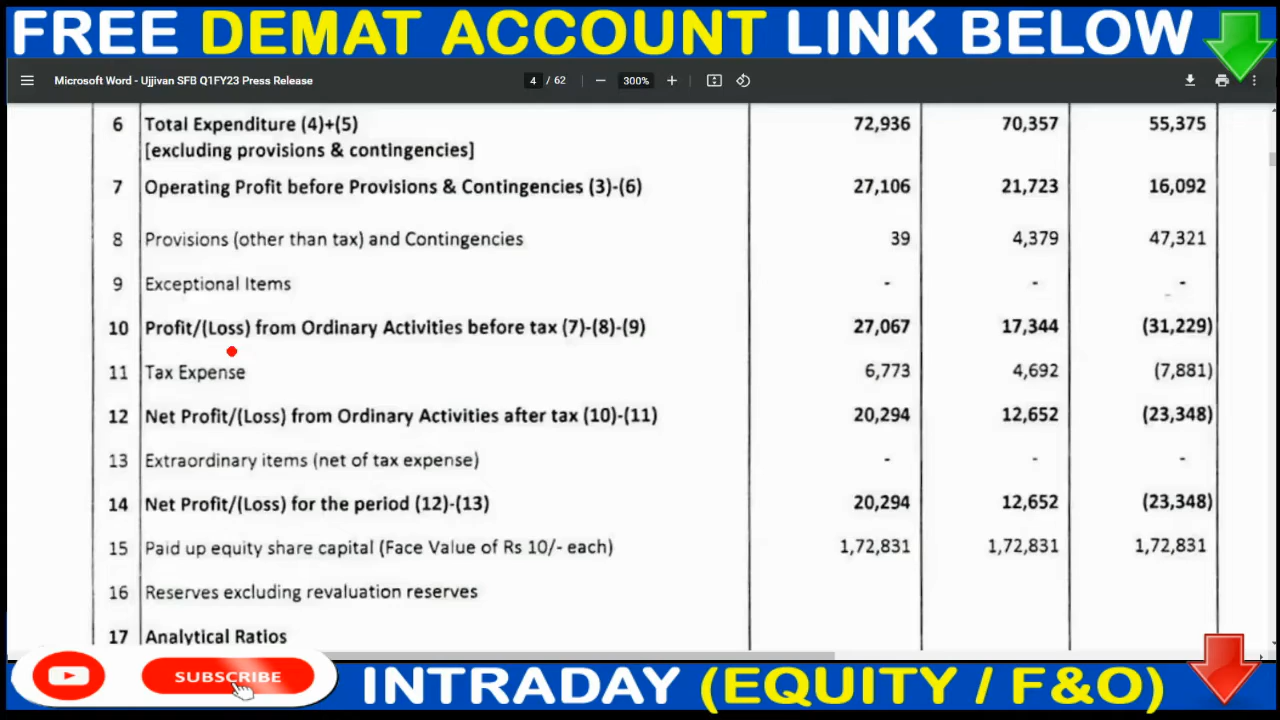 FREE DEMAT ACCOUNT LINK BELOW
Microsoft Word - Ujjivan SFB Q1FY23 Press Release 4 / 62 300%
6 Total Expenditure (4)+(5) 72,936 70,357 55,375
[excluding provisions & contingencies]
7 Operating Profit before Provisions & Contingencies (3)-(6) 27,106 21,723 16,092
8 Provisions (other than tax) and Contingencies 39 4,379 47,321
9 Exceptional Items - - -
10 Profit/(Loss) from Ordinary Activities before tax (7)-(8)-(9) 27,067 17,344 (31,229)
11 Tax Expense 6,773 4,692 (7,881)
12 Net Profit/(Loss) from Ordinary Activities after tax (10)-(11) 20,294 12,652 (23,348)
13 Extraordinary items (net of tax expense) - - -
14 Net Profit/(Loss) for the period (12)-(13) 20,294 12,652 (23,348)
15 Paid up equity share capital (Face Value of Rs 10/- each) 1,72,831 1,72,831 1,72,831
16 Reserves excluding revaluation reserves
17 Analytical Ratios
SUBSCRIBE
INTRADAY (EQUITY / F&O)